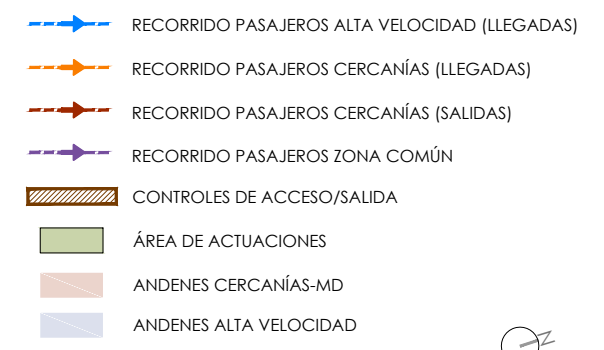 RECORRIDO PASAJEROS ALTA VELOCIDAD (LLEGADAS)
RECORRIDO PASAJEROS CERCANÍAS (LLEGADAS)
RECORRIDO PASAJEROS CERCANÍAS (SALIDAS)
RECORRIDO PASAJEROS ZONA COMÚN
CONTROLES DE ACCESO/SALIDA
ÁREA DE ACTUACIONES
ANDENES CERCANÍAS-MD
ANDENES ALTA VELOCIDAD
N